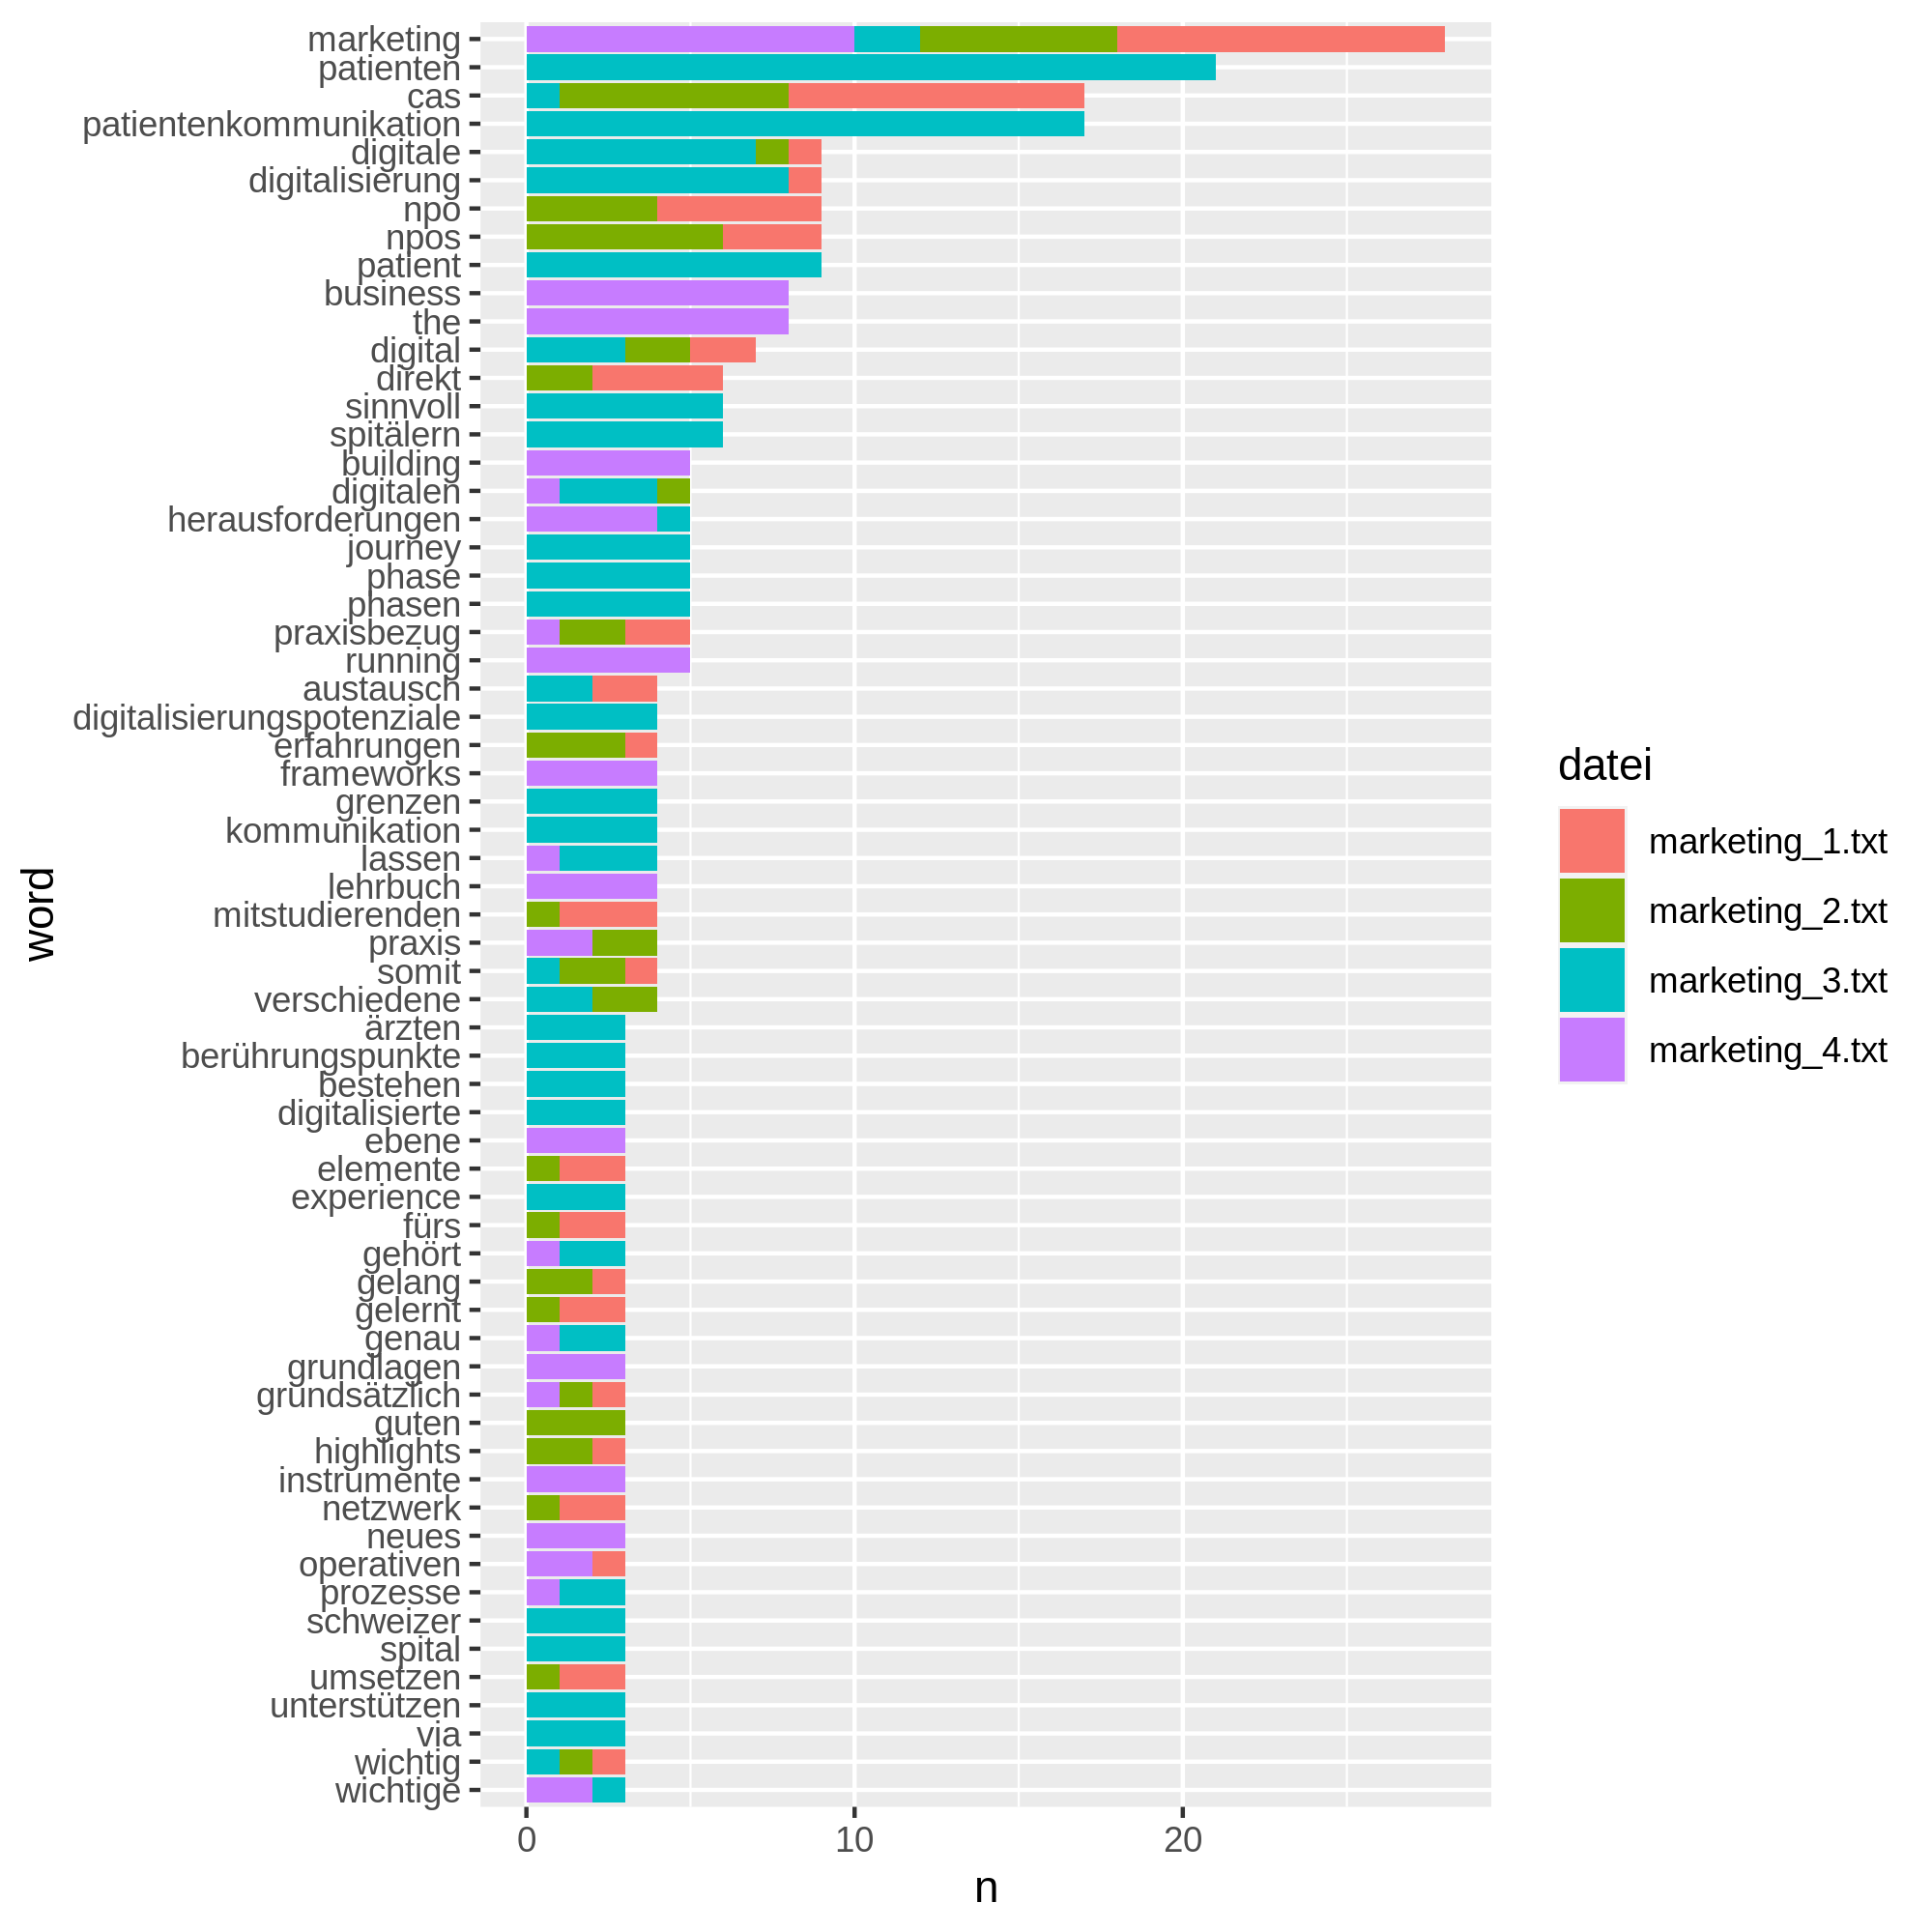 marketing
patienten
cas
patientenkommunikation
digitale
digitalisierung
npo
npos
patient
business
the
digital
direkt
sinnvoll
spitälern
building
digitalen
herausforderungen
journey
phase
phasen
praxisbezug
running
austausch
digitalisierungspotenziale
erfahrungen
frameworks
grenzen
kommunikation
lassen
lehrbuch
mitstudierenden
praxis
somit
verschiedene
ärzten
berührungspunkte
bestehen
digitalisierte
ebene
elemente
experience
fürs
gehört
gelang
gelernt
genau
grundlagen
grundsätzlich
guten
highlights
instrumente
netzwerk
neues
operativen
prozesse
schweizer
spital
umsetzen
unterstützen
via
wichtig
wichtige
word
0 10 20
n
datei
marketing_1.txt
marketing_2.txt
marketing_3.txt
marketing_4.txt